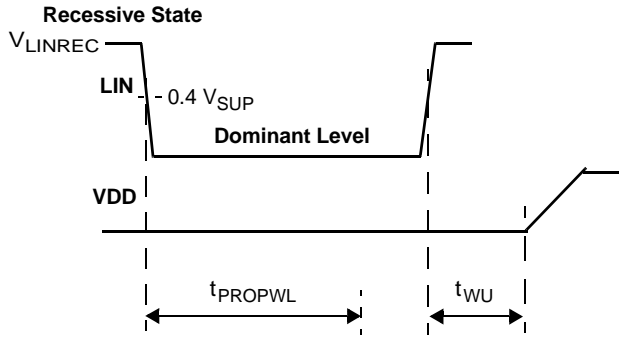 Recessive State
VLINREC
LIN
0.4 VSUP
Dominant Level
VDD
tPROPWL
tWU